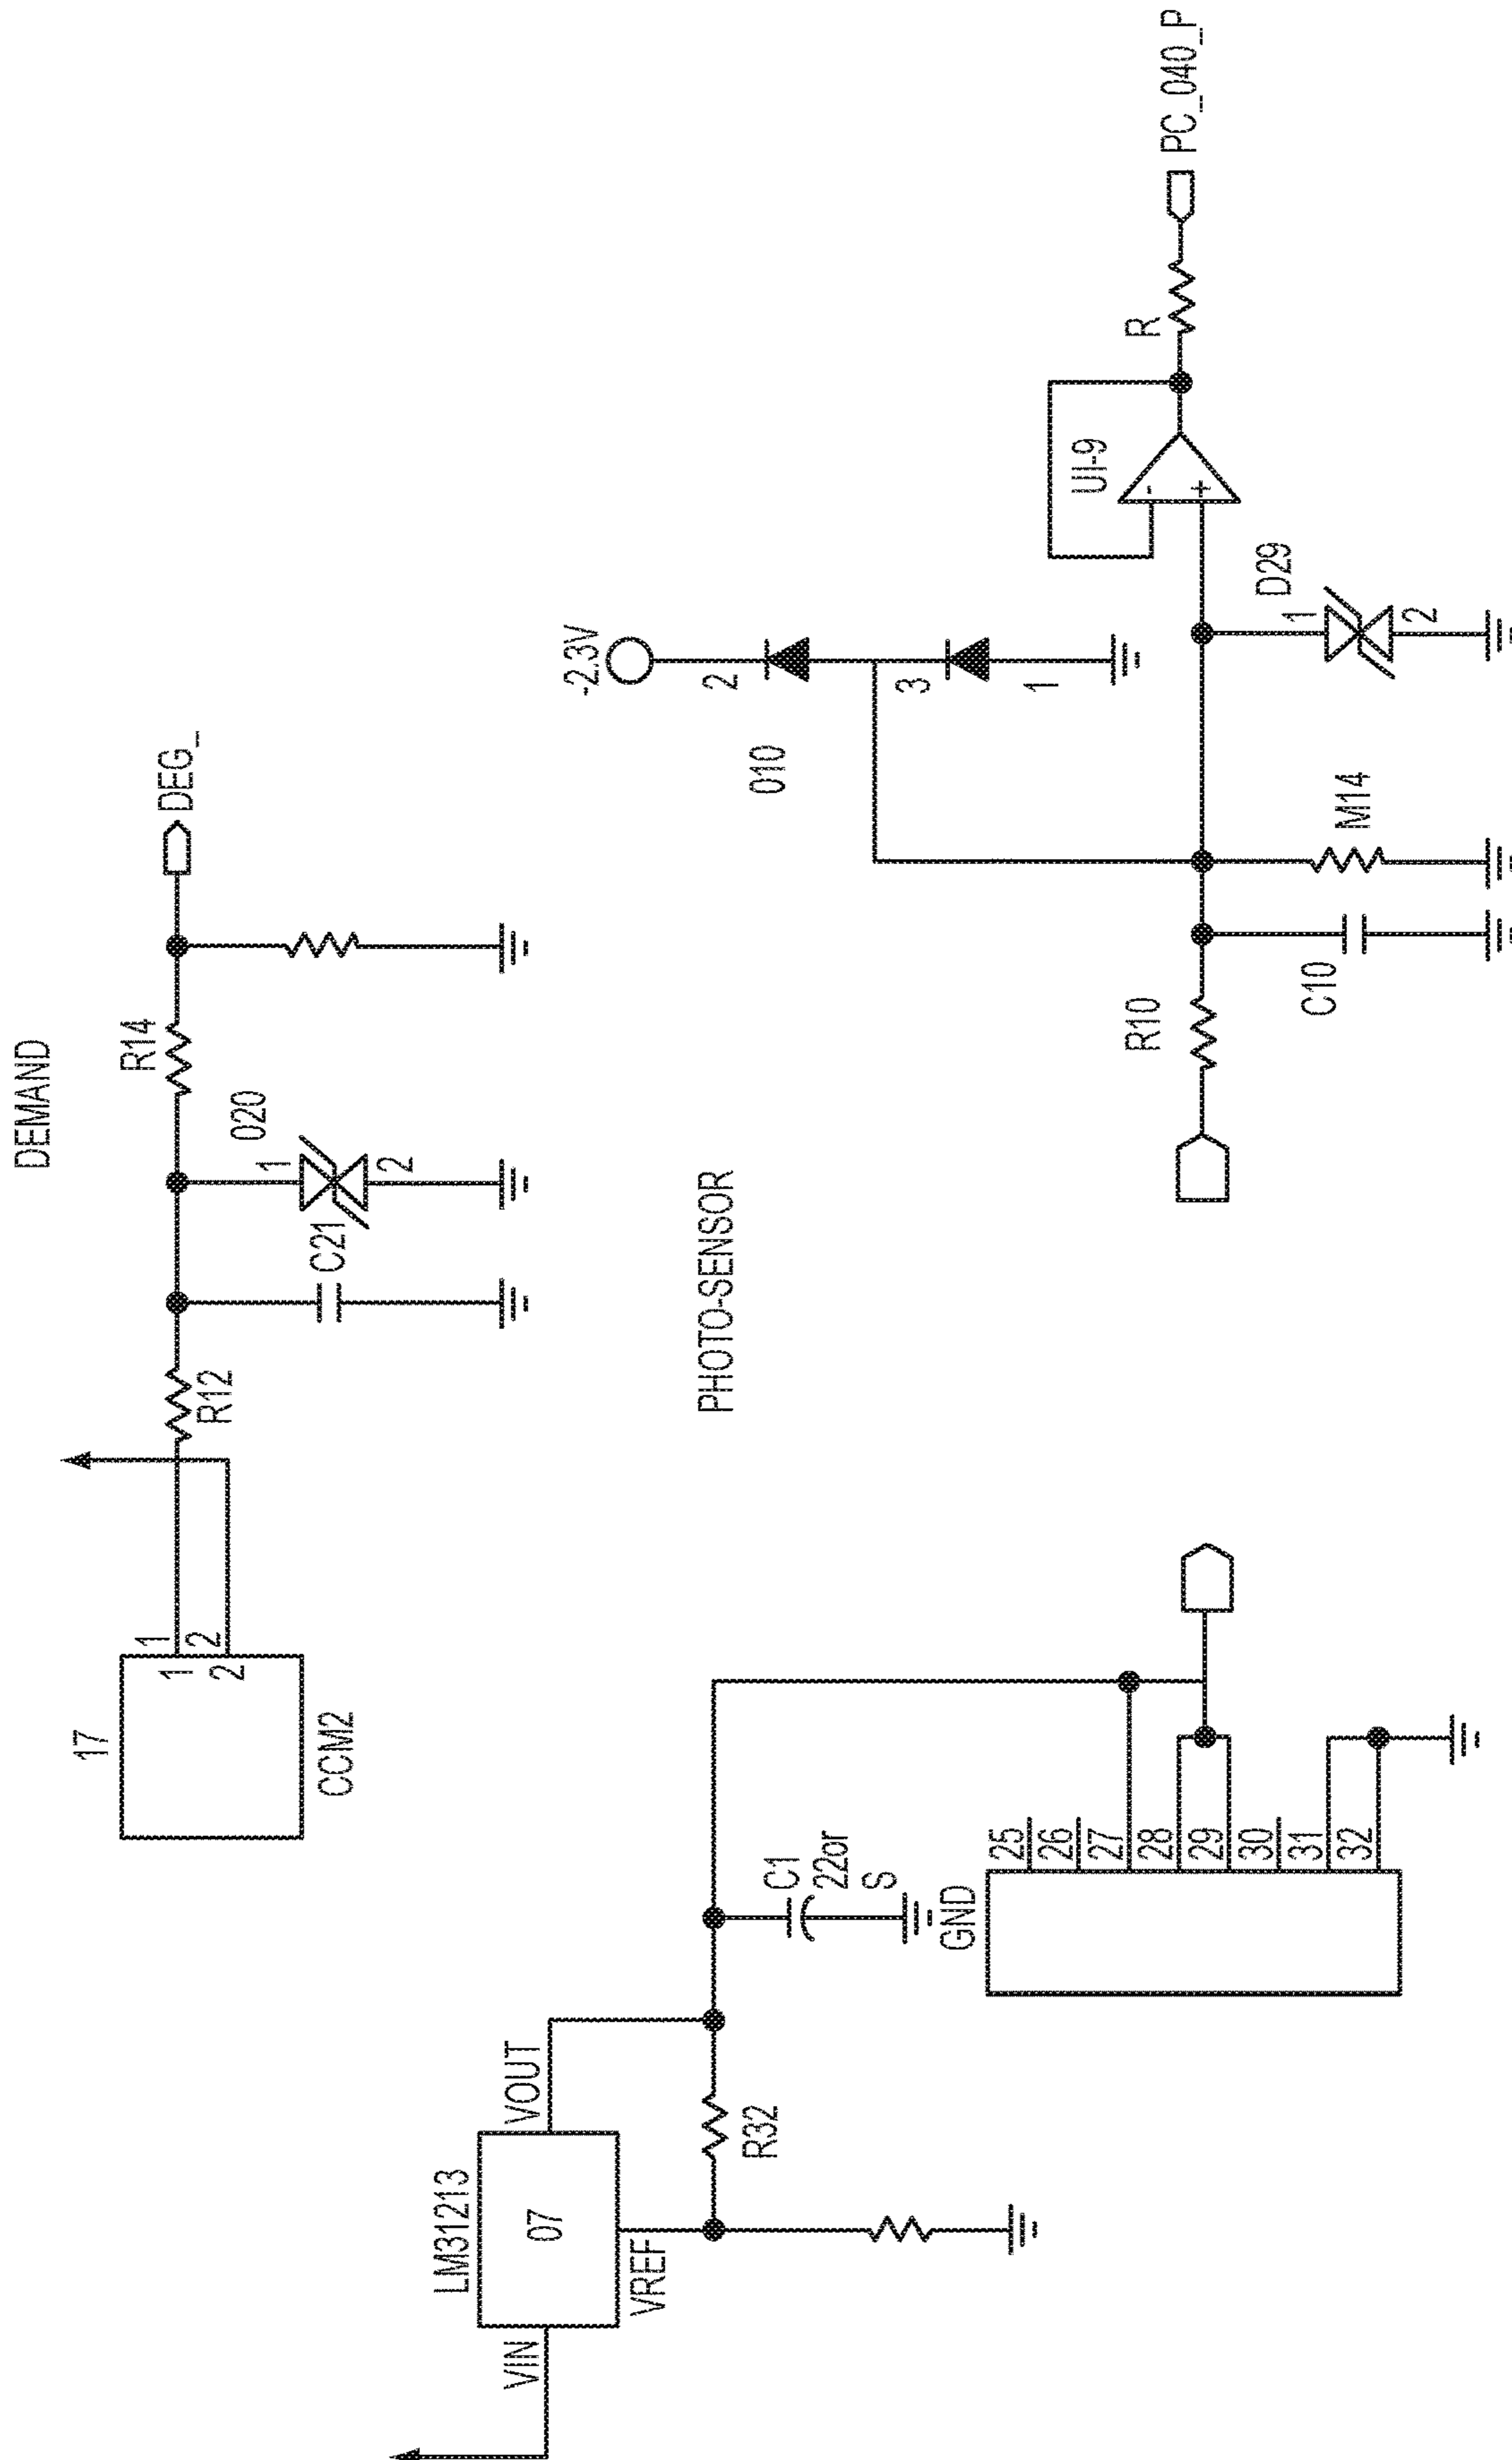 DEMAND
17
CCM2
1
1
2
2
R12
C21
020
1
2
R14
DEG_
PHOTO-SENSOR
LM31213
07
VIN
VOUT
VREF
R32
C1
22or
S
GND
25
26
27
28
29
30
31
32
-2.3V
010
2
3
1
R10
C10
M14
D29
1
2
UI-9
-
+
R
PC_040_P